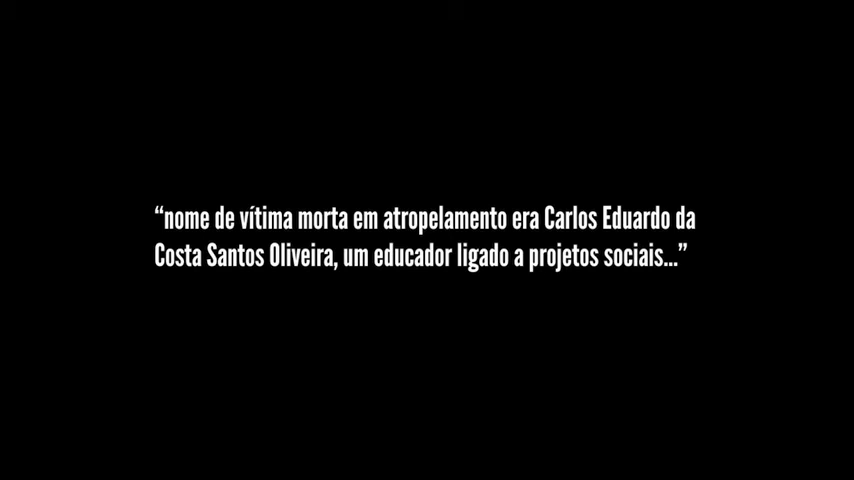 “nome de vítima morta em atropelamento era Carlos Eduardo da
Costa Santos Oliveira, um educador ligado a projetos sociais...”